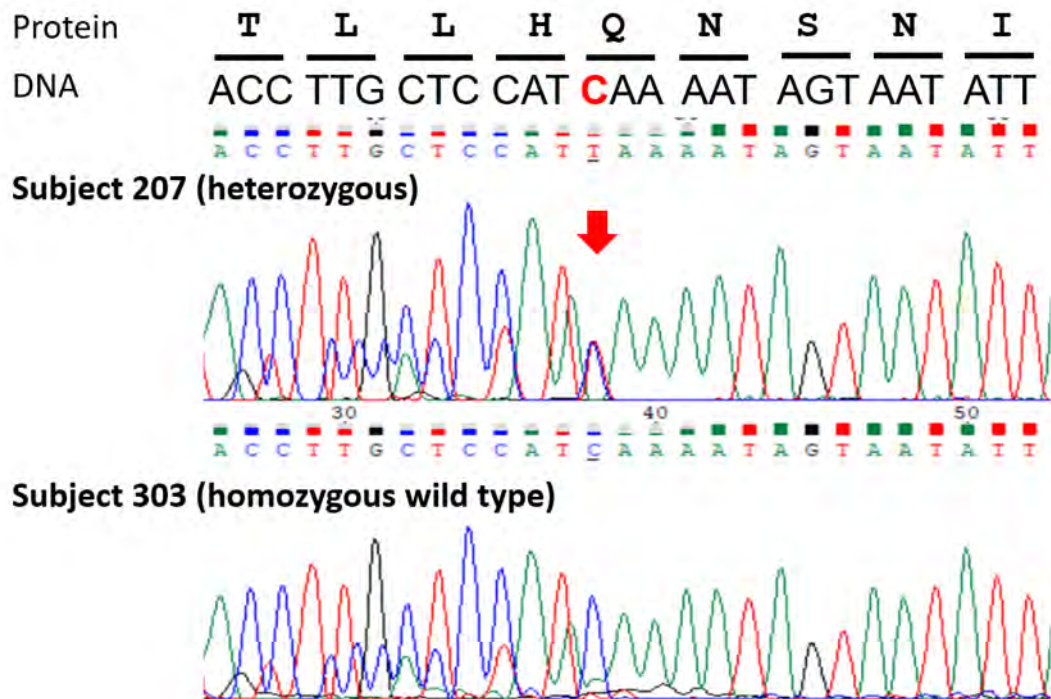 Protein T L L H Q N S N I
DNA ACC TTG CTC CAT CAA AAT AGT AAT ATT
A C C T T G C T C C A T T A A A A T A G T A A T A T T
Subject 207 (heterozygous)
30 40 50
A C C T T G C T C C A T C A A A A T A G T A A T A T T
Subject 303 (homozygous wild type)